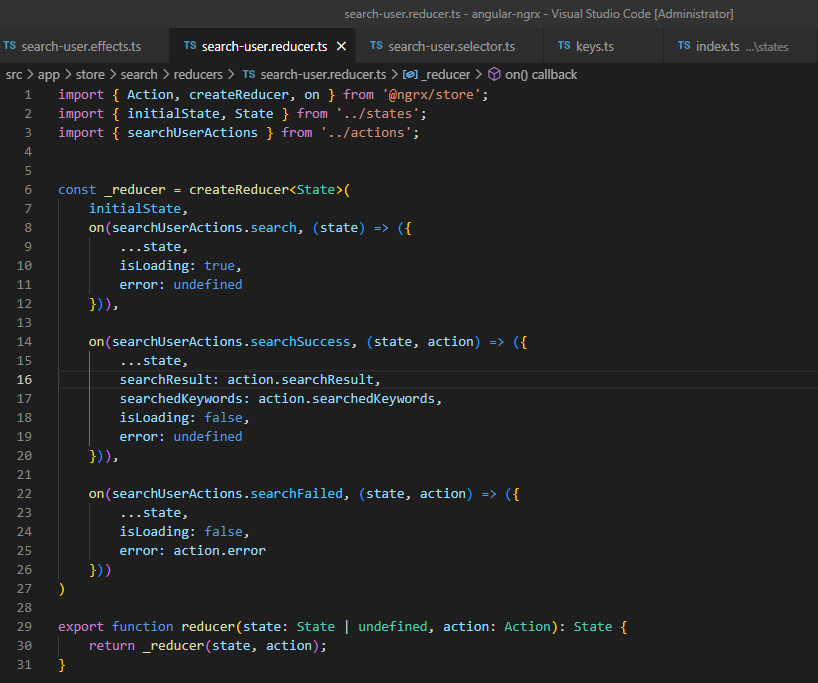 search-user.reducer.ts - angular-ngrx - Visual Studio Code [Administrator]
TS search-user.effects.ts TS search-user.reducer.ts × TS search-user.selector.ts TS keys.ts TS index.ts ...\states
src > app > store > search > reducers > TS search-user.reducer.ts > _reducer > on() callback
1 import { Action, createReducer, on } from '@ngrx/store';
2 import { initialState, State } from '../states';
3 import { searchUserActions } from '../actions';
4
5
6 const _reducer = createReducer<State>(
7     initialState,
8     on(searchUserActions.search, (state) => ({
9         ...state,
10         isLoading: true,
11         error: undefined
12     })),
13
14     on(searchUserActions.searchSuccess, (state, action) => ({
15         ...state,
16         searchResult: action.searchResult,
17         searchedKeywords: action.searchedKeywords,
18         isLoading: false,
19         error: undefined
20     })),
21
22     on(searchUserActions.searchFailed, (state, action) => ({
23         ...state,
24         isLoading: false,
25         error: action.error
26     }))
27 )
28
29 export function reducer(state: State | undefined, action: Action): State {
30     return _reducer(state, action);
31 }